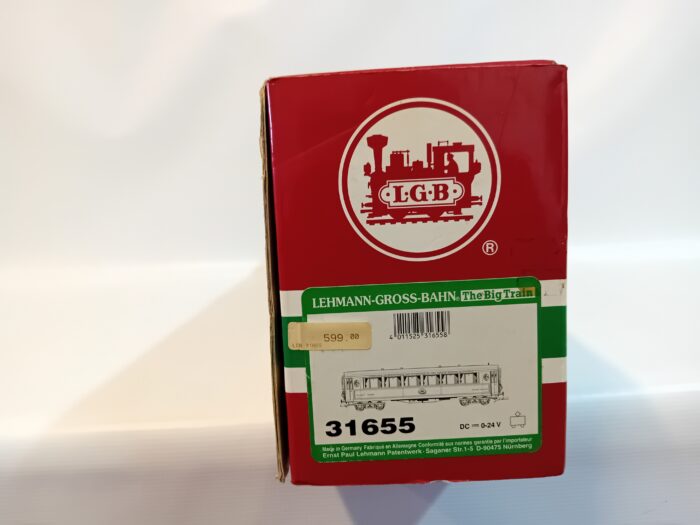 L·G·B
®
LEHMANN-GROSS-BAHN® The Big Train
599.00
4 011525 316558
31655
DC 0-24 V
Made in Germany Fabriqué en Allemagne Conformité aux normes garantie par l'importateur
Ernst Paul Lehmann Patentwerk · Saganer Str.1-5 D-90475 Nürnberg